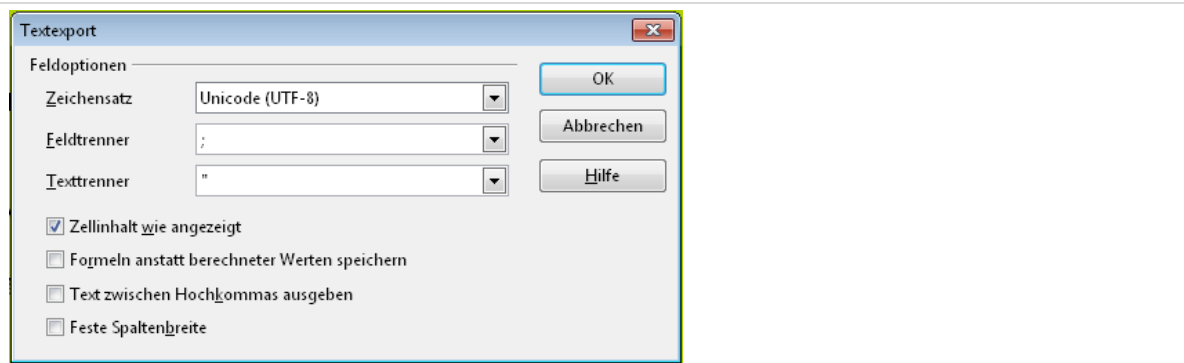 Textexport
Feldoptionen
OK
Zeichensatz
Unicode (UTF-8)
Abbrechen
Feldtrenner
;
Texttrenner
"
Hilfe
Zellinhalt wie angezeigt
Formeln anstatt berechneter Werten speichern
Text zwischen Hochkommas ausgeben
Feste Spaltenbreite